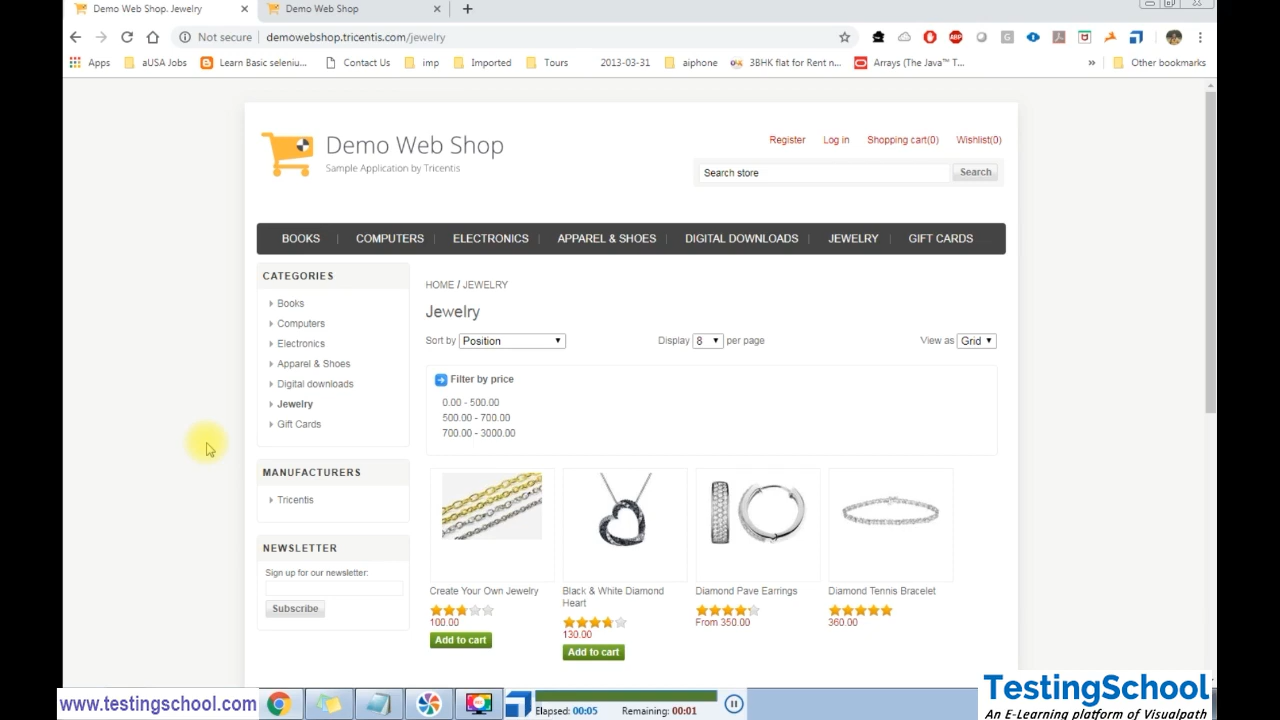 Demo Web Shop. Jewelry
Demo Web Shop
Not secure
demowebshop.tricentis.com/jewelry
ABP
G
Apps
aUSA Jobs
Learn Basic seleniu...
Contact Us
imp
Imported
Tours
2013-03-31
aiphone
3BHK flat for Rent n...
Arrays (The Java™ T...
»
Other bookmarks
Demo Web Shop
Sample Application by Tricentis
Register
Log in
Shopping cart(0)
Wishlist(0)
Search store
Search
BOOKS
COMPUTERS
ELECTRONICS
APPAREL & SHOES
DIGITAL DOWNLOADS
JEWELRY
GIFT CARDS
CATEGORIES
Books
Computers
Electronics
Apparel & Shoes
Digital downloads
Jewelry
Gift Cards
MANUFACTURERS
Tricentis
NEWSLETTER
Sign up for our newsletter:
Subscribe
HOME / JEWELRY
Jewelry
Sort by Position
Display 8 per page
View as Grid
Filter by price
0.00 - 500.00
500.00 - 700.00
700.00 - 3000.00
Create Your Own Jewelry
100.00
Add to cart
Black & White Diamond
Heart
130.00
Add to cart
Diamond Pave Earrings
From 350.00
Diamond Tennis Bracelet
360.00
www.testingschool.com
Elapsed: 00:05
Remaining: 00:01
TestingSchool
An E-Learning platform of Visualpath